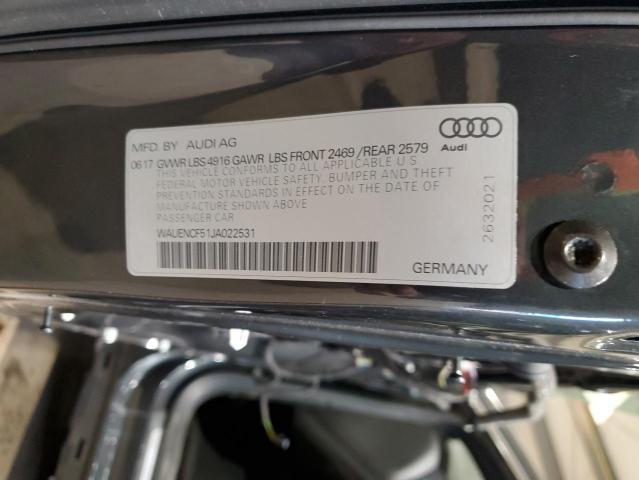 MFD. BY AUDI AG
0617 GVWR LBS 4916 GAWR LBS FRONT 2469 /REAR 2579
THIS VEHICLE CONFORMS TO ALL APPLICABLE U.S
FEDERAL MOTOR VEHICLE SAFETY, BUMPER AND THEFT
PREVENTION STANDARDS IN EFFECT ON THE DATE OF
MANUFACTURE SHOWN ABOVE
PASSENGER CAR
WAUENCF51JA022531
Audi
2632021
GERMANY